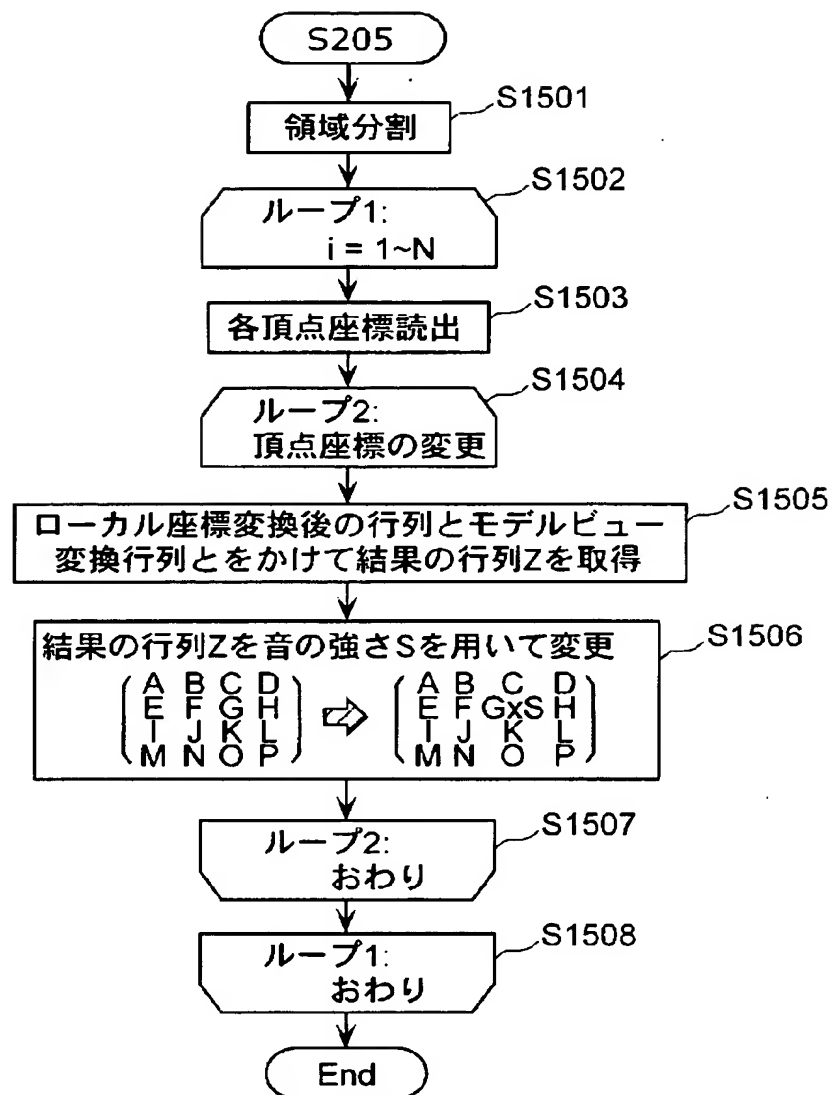 S205
S1501
領域分割
S1502
ループ1:
i = 1~N
S1503
各頂点座標読出
S1504
ループ2:
頂点座標の変更
S1505
ローカル座標変換後の行列とモデルビュー
変換行列とをかけて結果の行列Zを取得
S1506
結果の行列Zを音の強さSを用いて変更
A B C D A B C D
E F G H E F GxS H
I J K L I J K L
M N O P M N O P
S1507
ループ2:
おわり
S1508
ループ1:
おわり
End